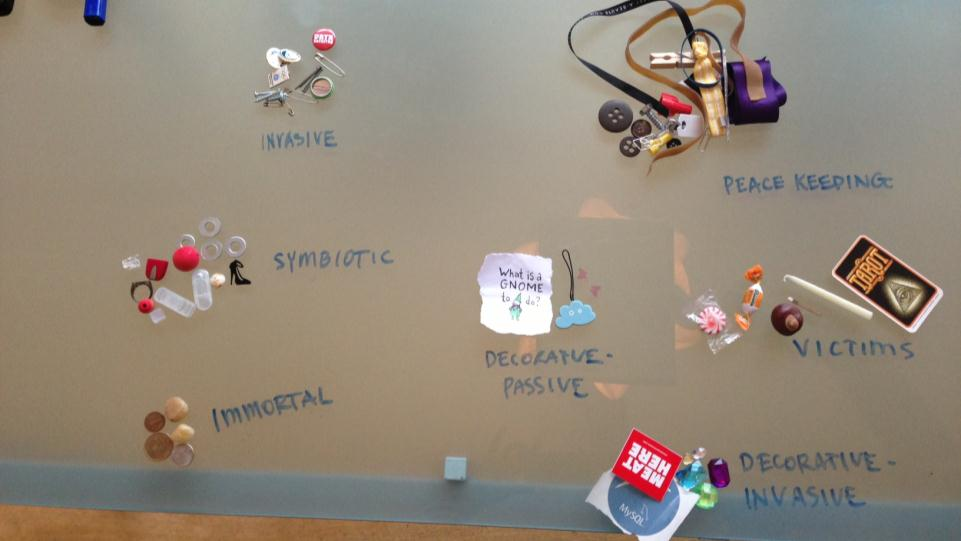 INVASIVE
PEACE KEEPING
SYMBIOTIC
What is a
GNOME
to do?
TAROT
DECORATIVE-
PASSIVE
VICTIMS
IMMORTAL
MEAT
HERE
MySQL
DECORATIVE-
INVASIVE